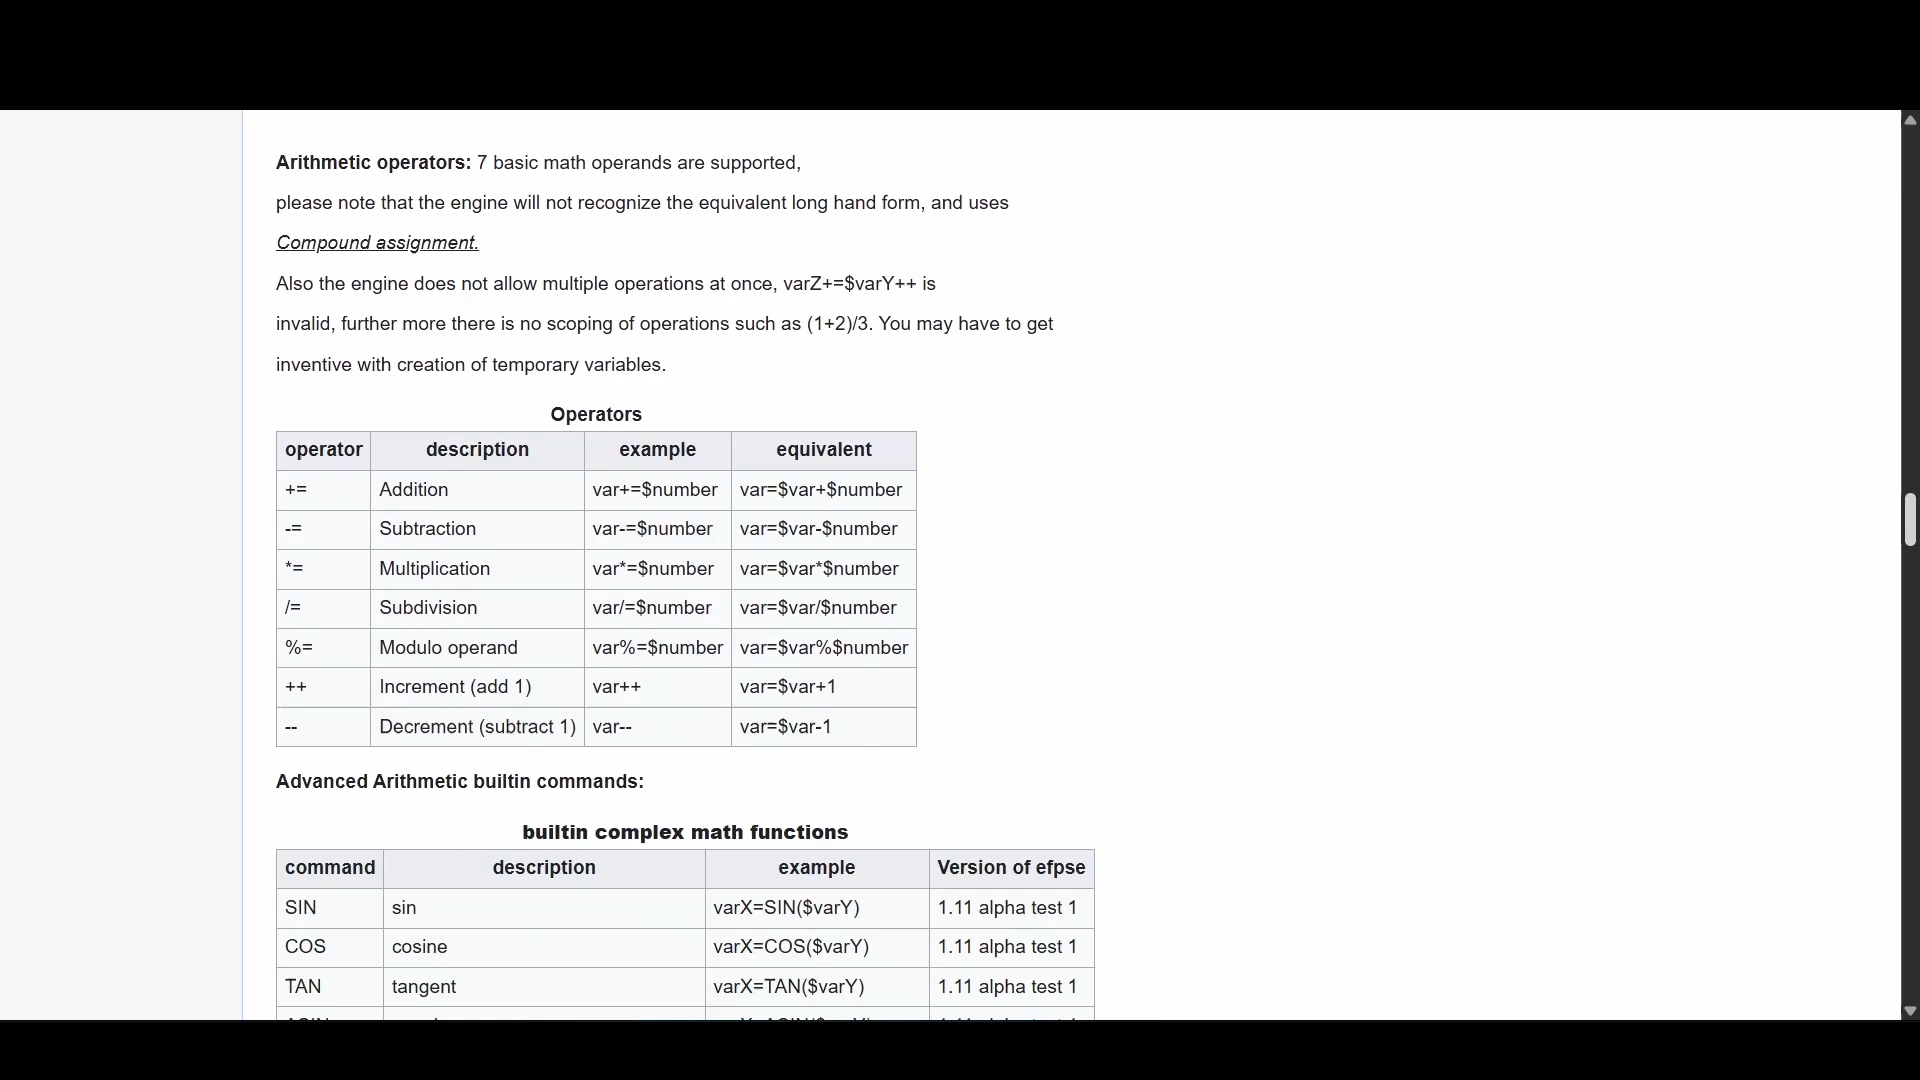 Arithmetic operators: 7 basic math operands are supported,
please note that the engine will not recognize the equivalent long hand form, and uses
Compound assignment.
Also the engine does not allow multiple operations at once, varZ+=$varY++ is
invalid, further more there is no scoping of operations such as (1+2)/3. You may have to get
inventive with creation of temporary variables.
Operators
operator description example equivalent
+= Addition var+=$number var=$var+$number
-= Subtraction var-=$number var=$var-$number
*= Multiplication var*=$number var=$var*$number
/= Subdivision var/=$number var=$var/$number
%= Modulo operand var%=$number var=$var%$number
++ Increment (add 1) var++ var=$var+1
-- Decrement (subtract 1) var-- var=$var-1
Advanced Arithmetic builtin commands:
builtin complex math functions
command description example Version of efpse
SIN sin varX=SIN($varY) 1.11 alpha test 1
COS cosine varX=COS($varY) 1.11 alpha test 1
TAN tangent varX=TAN($varY) 1.11 alpha test 1